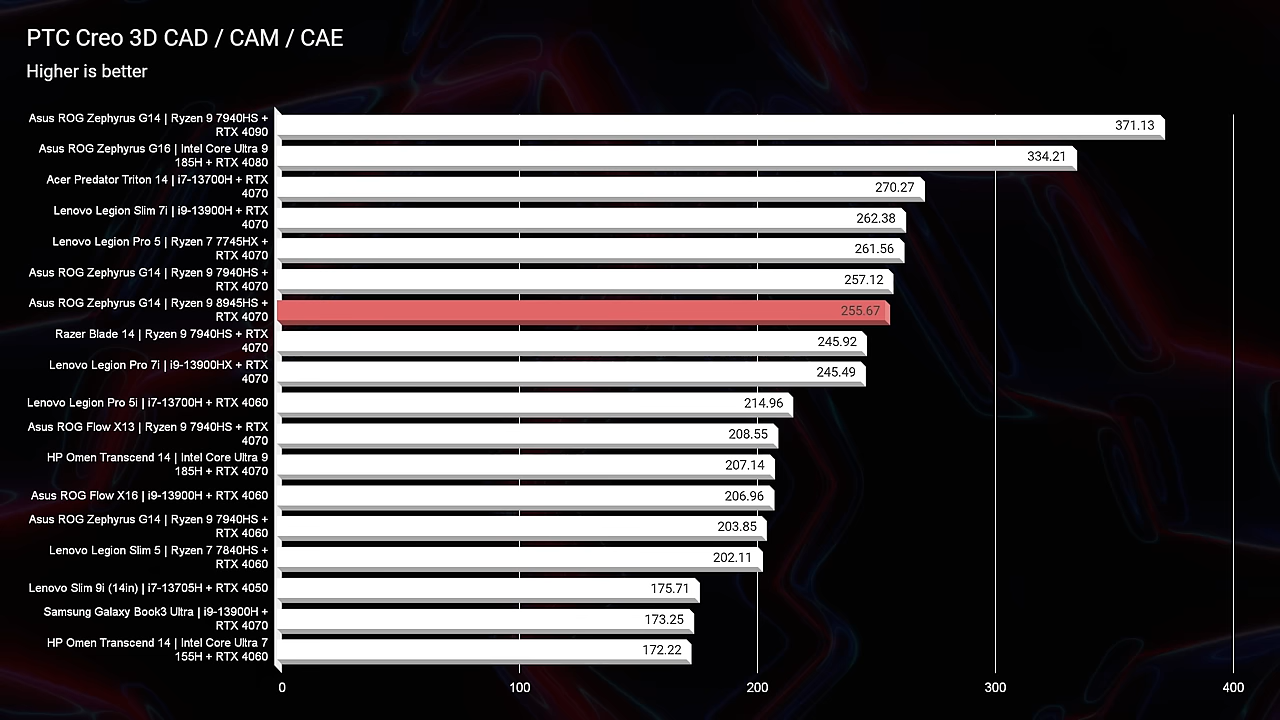 PTC Creo 3D CAD / CAM / CAE
Higher is better
Asus ROG Zephyrus G14 | Ryzen 9 7940HS +
RTX 4090
371.13
Asus ROG Zephyrus G16 | Intel Core Ultra 9
185H + RTX 4080
334.21
Acer Predator Triton 14 | i7-13700H + RTX
4070
270.27
Lenovo Legion Slim 7i | i9-13900H + RTX
4070
262.38
Lenovo Legion Pro 5 | Ryzen 7 7745HX +
RTX 4070
261.56
Asus ROG Zephyrus G14 | Ryzen 9 7940HS +
RTX 4070
257.12
Asus ROG Zephyrus G14 | Ryzen 9 8945HS +
RTX 4070
255.67
Razer Blade 14 | Ryzen 9 7940HS + RTX
4070
245.92
Lenovo Legion Pro 7i | i9-13900HX + RTX
4070
245.49
Lenovo Legion Pro 5i | i7-13700H + RTX 4060
214.96
Asus ROG Flow X13 | Ryzen 9 7940HS + RTX
4070
208.55
HP Omen Transcend 14 | Intel Core Ultra 9
185H + RTX 4070
207.14
Asus ROG Flow X16 | i9-13900H + RTX 4060
206.96
Asus ROG Zephyrus G14 | Ryzen 9 7940HS +
RTX 4060
203.85
Lenovo Legion Slim 5 | Ryzen 7 7840HS +
RTX 4060
202.11
Lenovo Slim 9i (14in) | i7-13705H + RTX 4050
175.71
Samsung Galaxy Book3 Ultra | i9-13900H +
RTX 4070
173.25
HP Omen Transcend 14 | Intel Core Ultra 7
155H + RTX 4060
172.22
0 100 200 300 400